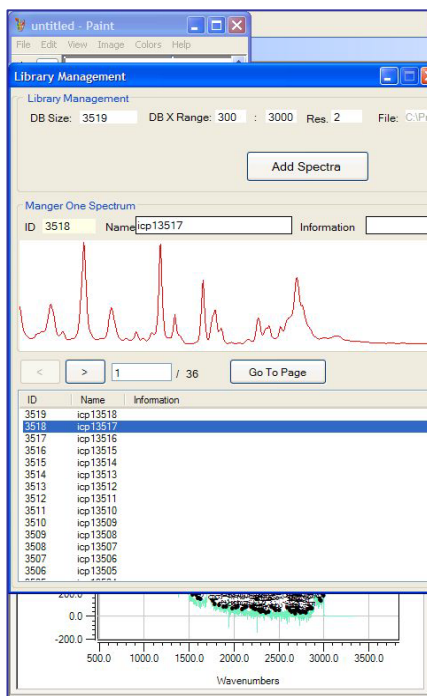 untitled - Paint
File Edit View Image Colors Help
Library Management
Library Management
DB Size: 3519 DB X Range: 300 : 3000 Res. 2 File:
Add Spectra
Manger One Spectrum
ID 3518 Name icp13517 Information
< > 1 / 36 Go To Page
ID Name Information
3519 icp13518
3518 icp13517
3517 icp13516
3516 icp13515
3515 icp13514
3514 icp13513
3513 icp13512
3512 icp13511
3511 icp13510
3510 icp13509
3509 icp13508
3508 icp13507
3507 icp13506
3506 icp13505
200.0
0.0
-200.0
500.0 1000.0 1500.0 2000.0 2500.0 3000.0 3500.0
Wavenumbers